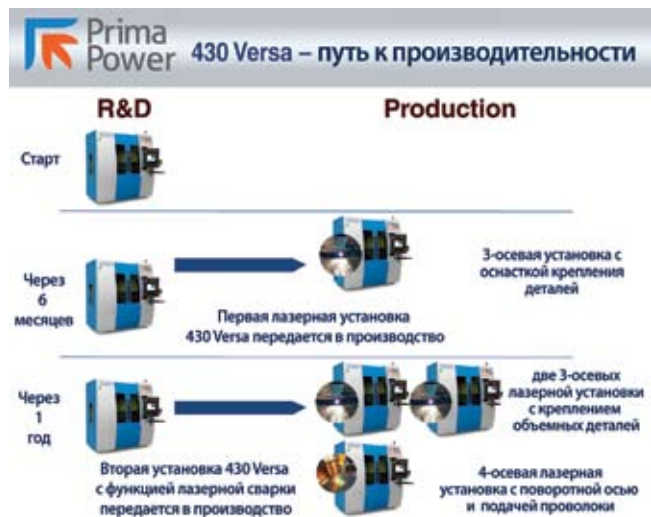 Prima
Power
430 Versa – путь к производительности
R&D
Production
Старт
Через
6
месяцев
Первая лазерная установка
430 Versa передается в производство
3-осевая установка с
оснасткой крепления
деталей
Через
1
год
Вторая установка 430 Versa
с функцией лазерной сварки
передается в производство
две 3-осевых
лазерной установки
с креплением
объемных деталей
4-осевая лазерная
установка с поворотной осью
и подачей проволоки